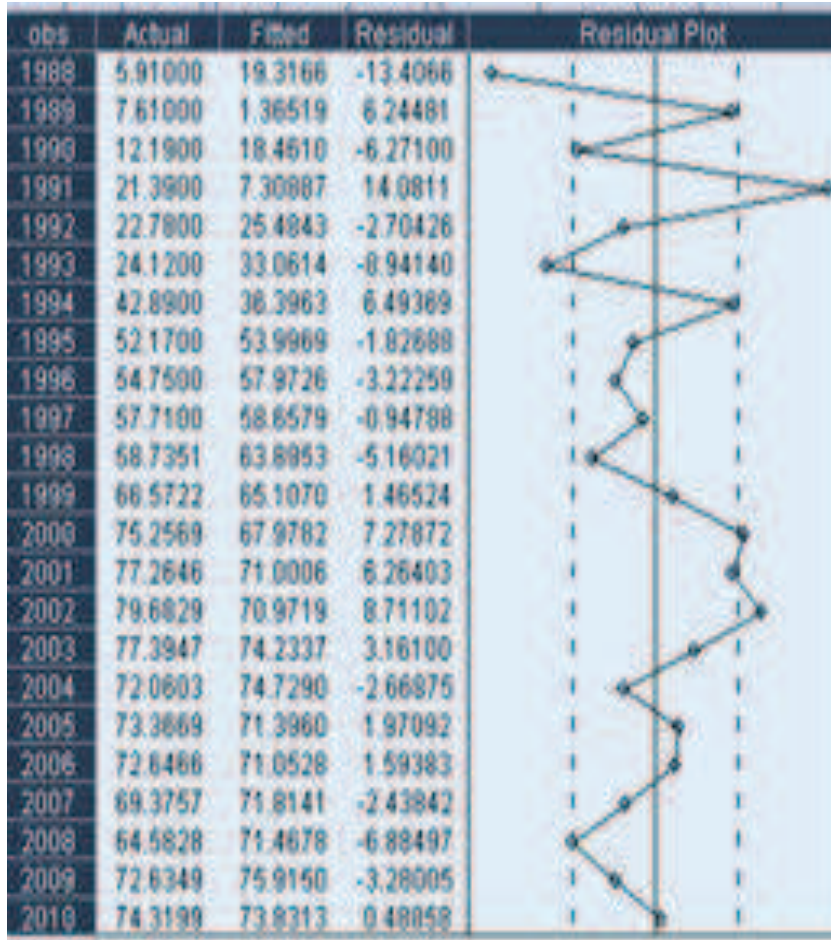 obs Actual Fitted Residual Residual Plot
1988 5.91000 19.3166 -13.4066
1989 7.61000 1.36519 6.24481
1990 12.1900 18.4610 -6.27100
1991 21.3900 7.30887 14.0811
1992 22.7800 25.4843 -2.70426
1993 24.1200 33.0614 -8.94140
1994 42.8900 36.3963 6.49369
1995 52.1700 53.9969 -1.82688
1996 54.7500 57.9726 -3.22259
1997 57.7100 58.6579 -0.94788
1998 58.7351 63.8953 -5.16021
1999 66.5722 65.1070 1.46524
2000 75.2569 67.9782 7.27872
2001 77.2646 71.0006 6.26403
2002 79.6829 70.9719 8.71102
2003 77.3947 74.2337 3.16100
2004 72.0603 74.7290 -2.66875
2005 73.3669 71.3960 1.97092
2006 72.6466 71.0528 1.59383
2007 69.3757 71.8141 -2.43842
2008 64.5828 71.4678 -6.88497
2009 72.6349 75.9150 -3.28005
2010 74.3199 73.8313 0.48858